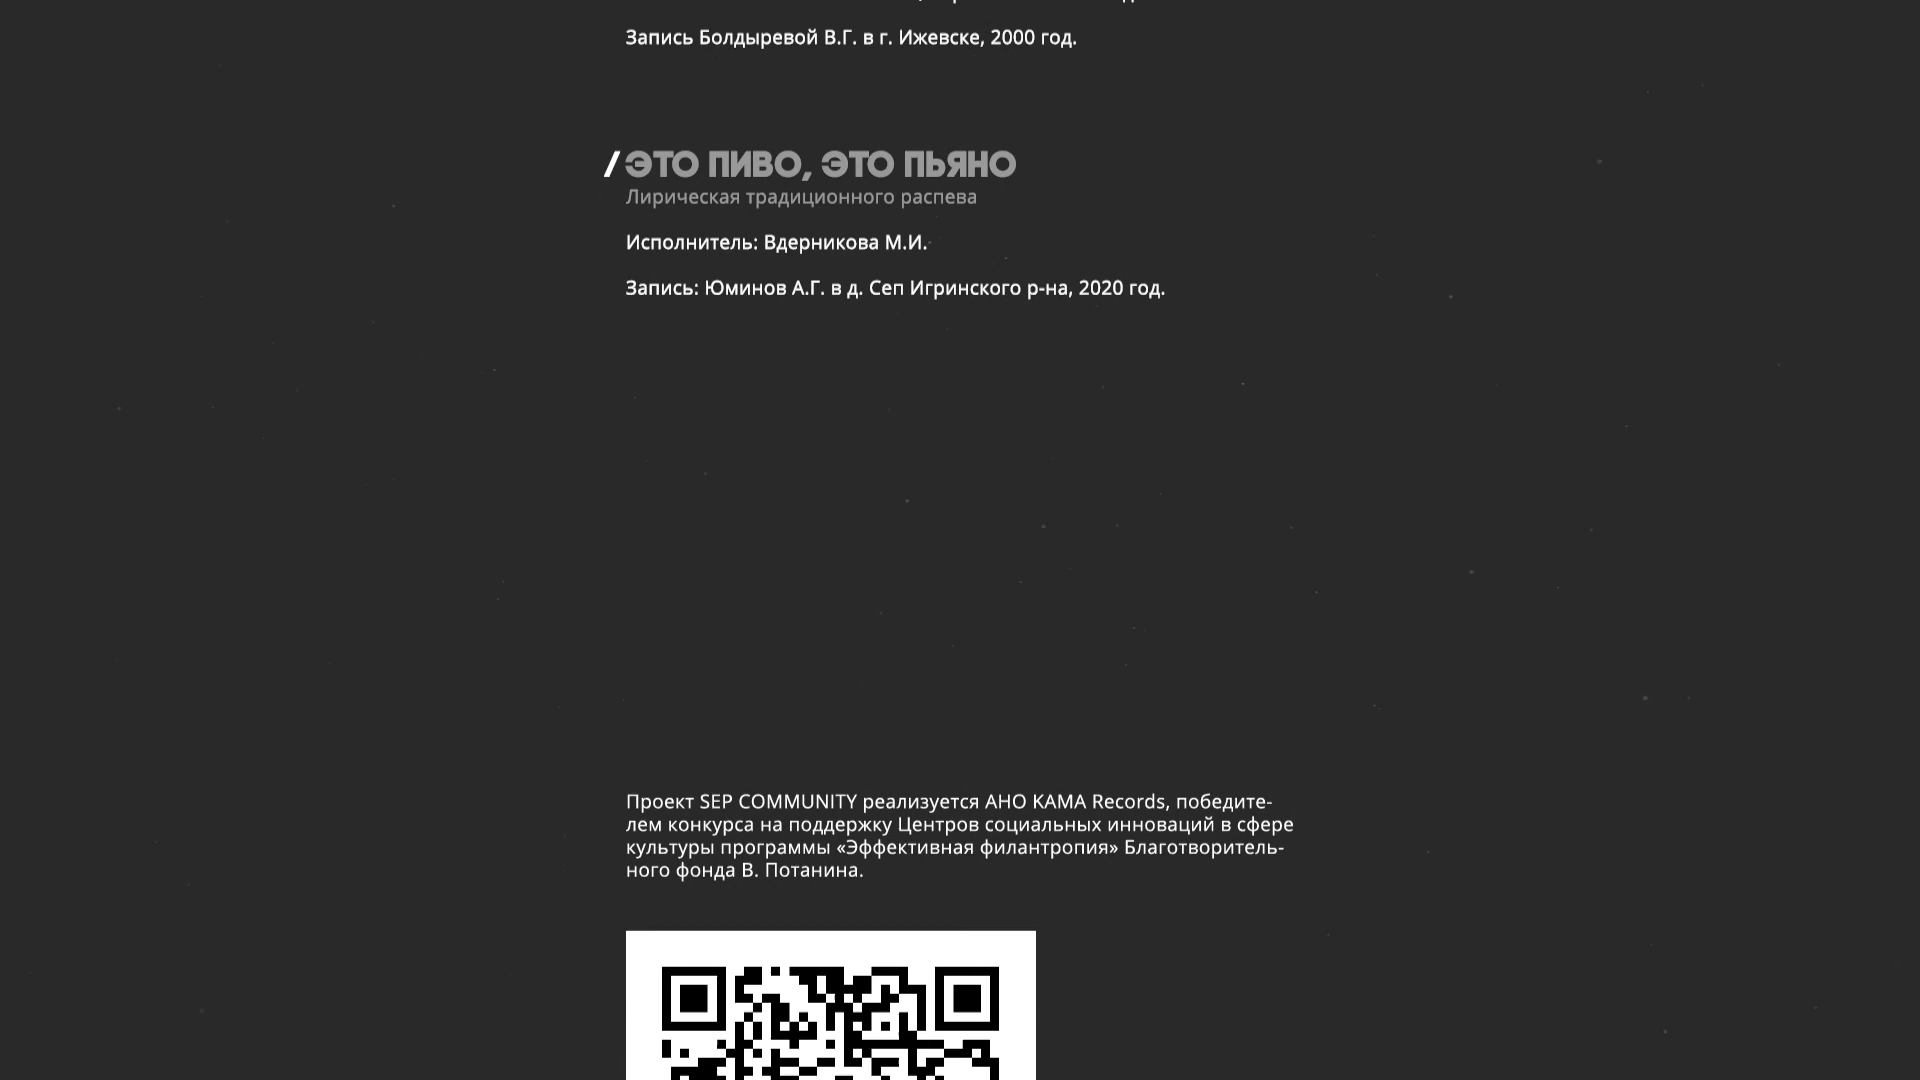 Запись Болдыревой В.Г. в г. Ижевске, 2000 год.
/ЭТО ПИВО, ЭТО ПЬЯНО
Лирическая традиционного распева
Исполнитель: Вдерникова М.И.
Запись: Юминов А.Г. в д. Сеп Игринского р-на, 2020 год.
Проект SEP COMMUNITY реализуется АНО KAMA Records, победите-
лем конкурса на поддержку Центров социальных инноваций в сфере
культуры программы «Эффективная филантропия» Благотворитель-
ного фонда В. Потанина.